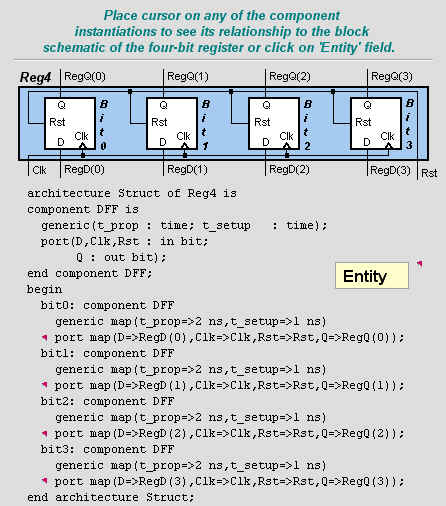 Place cursor on any of the component
instantiations to see its relationship to the block
schematic of the four-bit register or click on 'Entity' field.
Reg4 RegQ(0) RegQ(1) RegQ(2) RegQ(3)
Q Bit0 Q Bit1 Q Bit2 Q Bit3
Rst Rst Rst Rst
Clk Clk Clk Clk
D D D D
Clk RegD(0) RegD(1) RegD(2) RegD(3) Rst
architecture Struct of Reg4 is
component DFF is
generic(t_prop : time; t_setup : time);
port(D,Clk,Rst : in bit;
Q : out bit);
end component DFF;
Entity
begin
bit0: component DFF
generic map(t_prop=>2 ns,t_setup=>1 ns)
port map(D=>RegD(0),Clk=>Clk,Rst=>Rst,Q=>RegQ(0));
bit1: component DFF
generic map(t_prop=>2 ns,t_setup=>1 ns)
port map(D=>RegD(1),Clk=>Clk,Rst=>Rst,Q=>RegQ(1));
bit2: component DFF
generic map(t_prop=>2 ns,t_setup=>1 ns)
port map(D=>RegD(2),Clk=>Clk,Rst=>Rst,Q=>RegQ(2));
bit3: component DFF
generic map(t_prop=>2 ns,t_setup=>1 ns)
port map(D=>RegD(3),Clk=>Clk,Rst=>Rst,Q=>RegQ(3));
end architecture Struct;